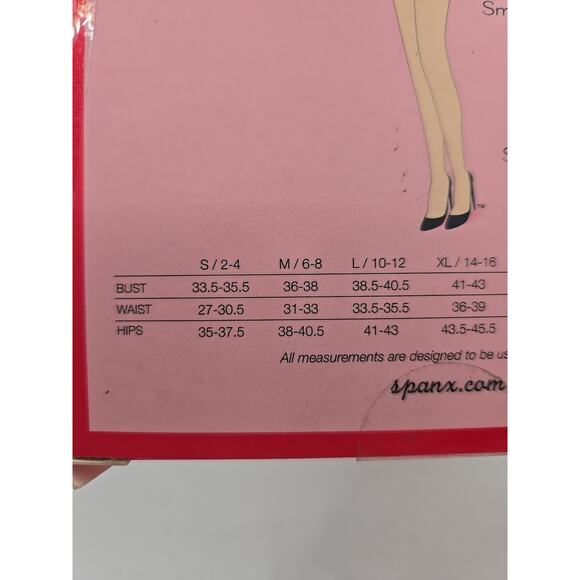 Sm
S
S / 2-4 M / 6-8 L / 10-12 XL / 14-16
BUST 33.5-35.5 36-38 38.5-40.5 41-43
WAIST 27-30.5 31-33 33.5-35.5 36-39
HIPS 35-37.5 38-40.5 41-43 43.5-45.5
All measurements are designed to be us
spanx.com